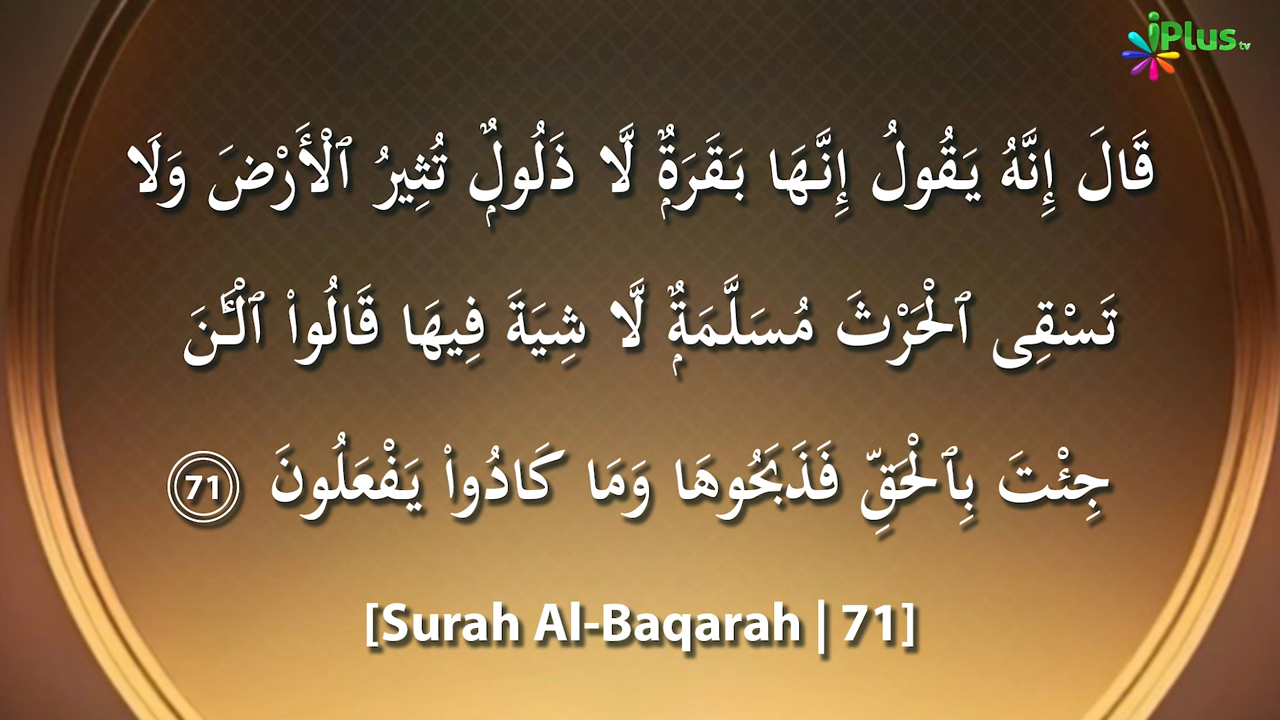 iPlus tv
قَالَ إِنَّهُ يَقُولُ إِنَّهَا بَقَرَةٌۭ لَّا ذَلُولٌۭ تُثِيرُ ٱلْأَرْضَ وَلَا
تَسْقِى ٱلْحَرْثَ مُسَلَّمَةٌۭ لَّا شِيَةَ فِيهَا قَالُوا۟ ٱلْـَٔـٰنَ
جِئْتَ بِٱلْحَقِّ فَذَبَحُوهَا وَمَا كَادُوا۟ يَفْعَلُونَ 71
[Surah Al-Baqarah | 71]